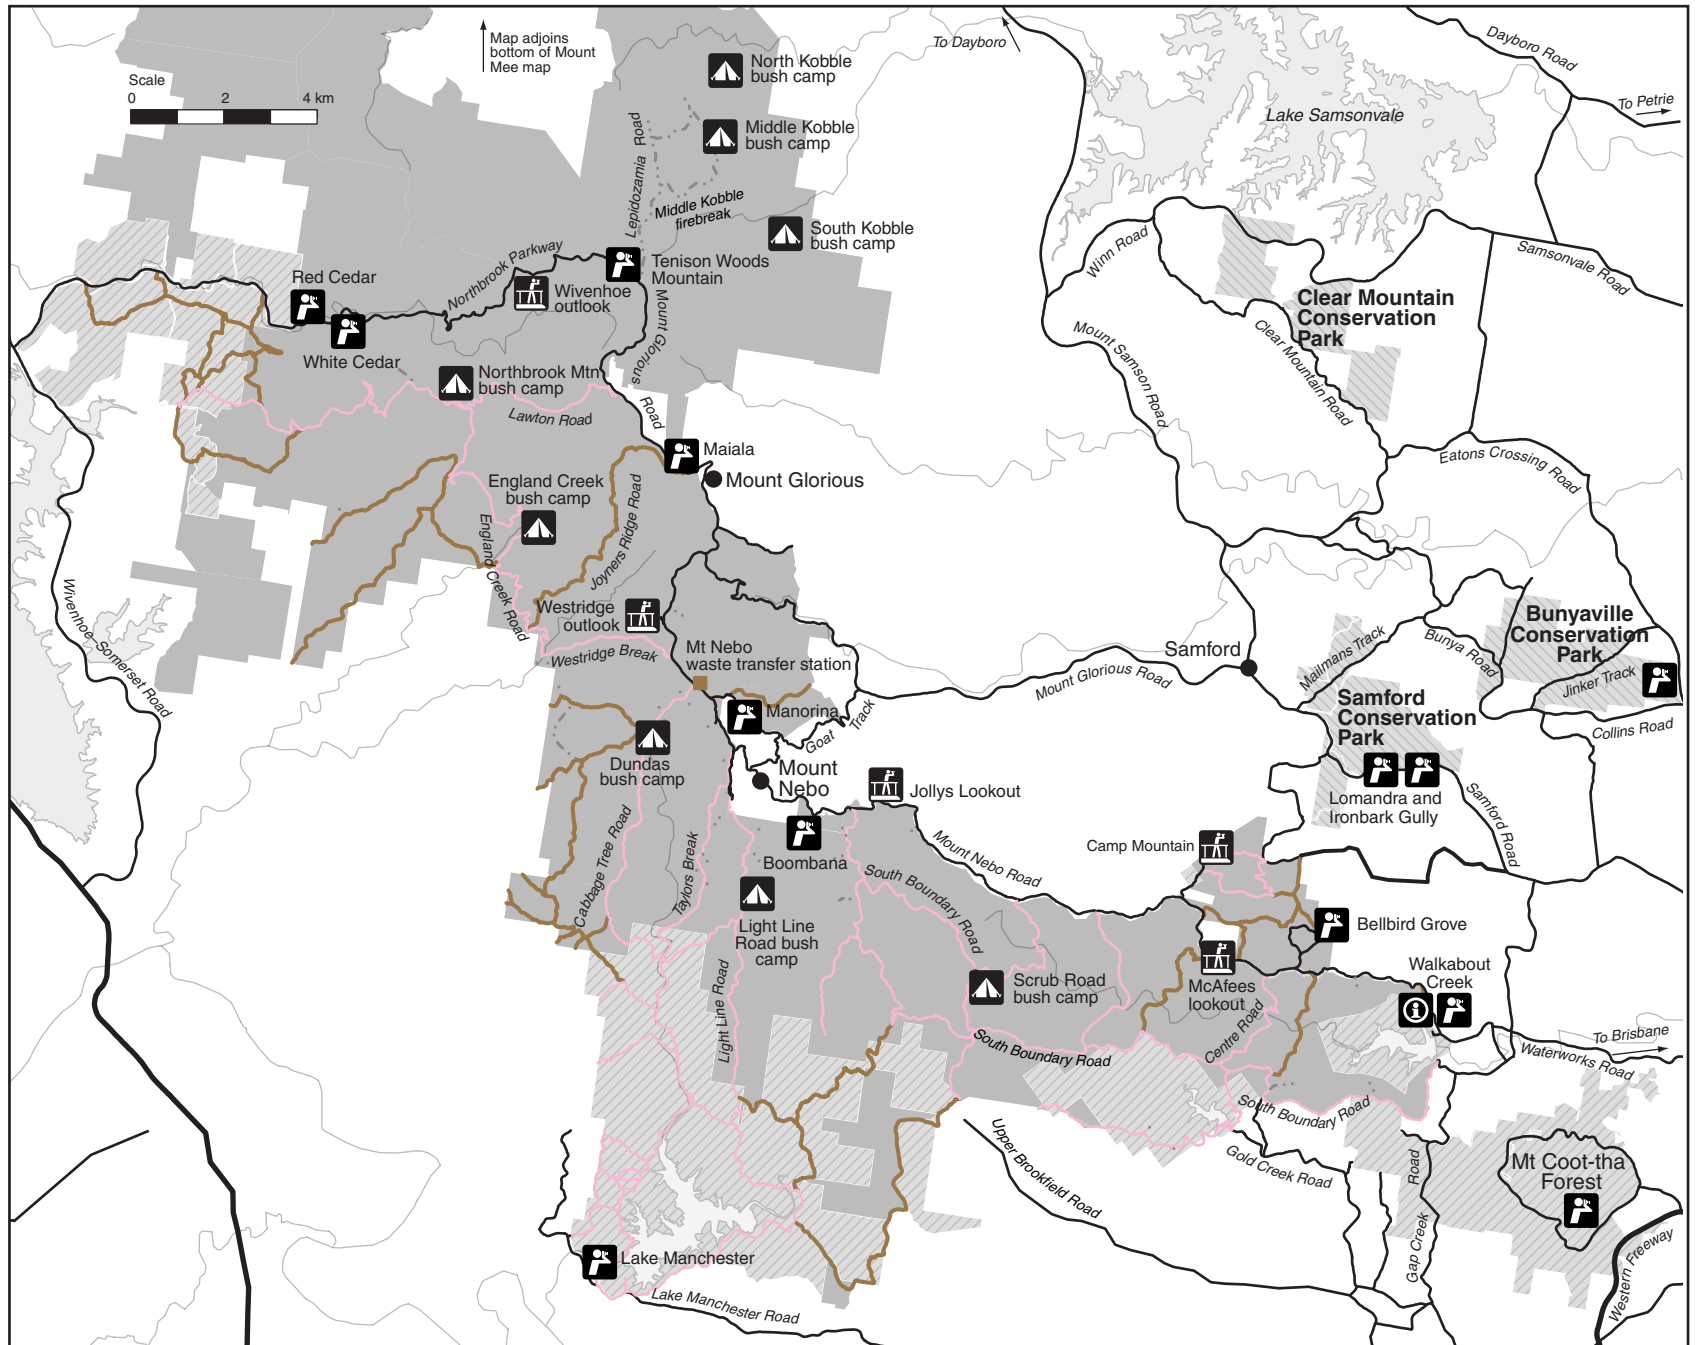 Map adjoins
bottom of Mount
Mee map
Scale
0 2 4 km
To Dayboro
Dayboro Road
To Petrie
Lake Samsonvale
North Kobble
bush camp
Middle Kobble
bush camp
Lepidozamia Road
Middle Kobble
firebreak
South Kobble
bush camp
Tenison Woods
Mountain
Northbrook Parkway
Wivenhoe
outlook
Red Cedar
White Cedar
Mount Glorious
Road
Northbrook Mtn
bush camp
Lawton Road
Winn Road
Samsonvale Road
Clear Mountain
Conservation
Park
Clear Mountain Road
Mount Samson Road
Eatons Crossing Road
Maiala
Mount Glorious
England Creek
bush camp
England Creek Road
Joyners Ridge Road
Westridge
outlook
Westridge Break
Wivenhoe-Somerset Road
Mt Nebo
waste transfer station
Manorina
Goat Track
Samford
Mount Glorious Road
Mailmans Track
Bunya Road
Bunyaville
Conservation
Park
Jinker Track
Collins Road
Samford
Conservation
Park
Lomandra and
Ironbark Gully
Samford Road
Dundas
bush camp
Mount
Nebo
Jollys Lookout
Boombana
Mount Nebo Road
Camp Mountain
Cabbage Tree Road
Taylors Break
Light Line
Road bush
camp
Light Line Road
South Boundary Road
Scrub Road
bush camp
McAfees
lookout
Bellbird Grove
Walkabout
Creek
Centre Road
South Boundary Road
To Brisbane
Waterworks Road
South Boundary Road
Upper Brookfield Road
Gold Creek Road
Gap Creek Road
Mt Coot-tha
Forest
Western Freeway
Lake Manchester
Lake Manchester Road